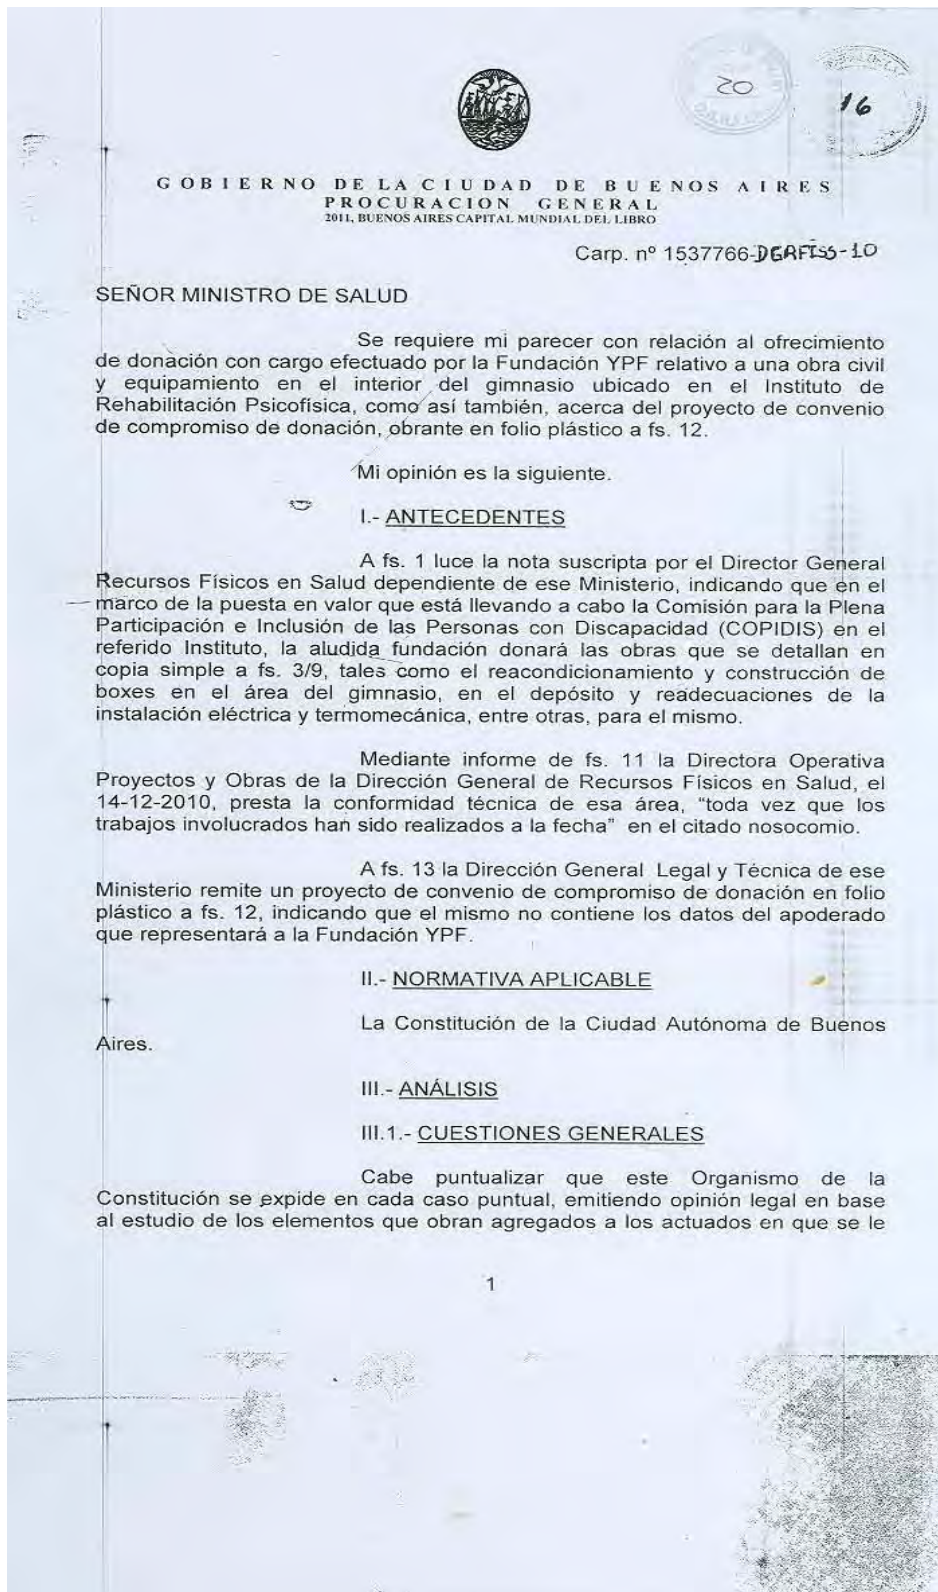 20
16
GOBIERNO DE LA CIUDAD DE BUENOS AIRES
PROCURACION GENERAL
2011, BUENOS AIRES CAPITAL MUNDIAL DEL LIBRO
Carp. nº 1537766-DGRFISS-10
SEÑOR MINISTRO DE SALUD
Se requiere mi parecer con relación al ofrecimiento
de donación con cargo efectuado por la Fundación YPF relativo a una obra civil
y equipamiento en el interior del gimnasio ubicado en el Instituto de
Rehabilitación Psicofísica, como así también, acerca del proyecto de convenio
de compromiso de donación, obrante en folio plástico a fs. 12.
Mi opinión es la siguiente.
I.- ANTECEDENTES
A fs. 1 luce la nota suscripta por el Director General
Recursos Físicos en Salud dependiente de ese Ministerio, indicando que en el
marco de la puesta en valor que está llevando a cabo la Comisión para la Plena
Participación e Inclusión de las Personas con Discapacidad (COPIDIS) en el
referido Instituto, la aludida fundación donará las obras que se detallan en
copia simple a fs. 3/9, tales como el reacondicionamiento y construcción de
boxes en el área del gimnasio, en el depósito y readecuaciones de la
instalación eléctrica y termomecánica, entre otras, para el mismo.
Mediante informe de fs. 11 la Directora Operativa
Proyectos y Obras de la Dirección General de Recursos Físicos en Salud, el
14-12-2010, presta la conformidad técnica de esa área, "toda vez que los
trabajos involucrados han sido realizados a la fecha" en el citado nosocomio.
A fs. 13 la Dirección General Legal y Técnica de ese
Ministerio remite un proyecto de convenio de compromiso de donación en folio
plástico a fs. 12, indicando que el mismo no contiene los datos del apoderado
que representará a la Fundación YPF.
II.- NORMATIVA APLICABLE
La Constitución de la Ciudad Autónoma de Buenos
Aires.
III.- ANÁLISIS
III.1.- CUESTIONES GENERALES
Cabe puntualizar que este Organismo de la
Constitución se expide en cada caso puntual, emitiendo opinión legal en base
al estudio de los elementos que obran agregados a los actuados en que se le
1